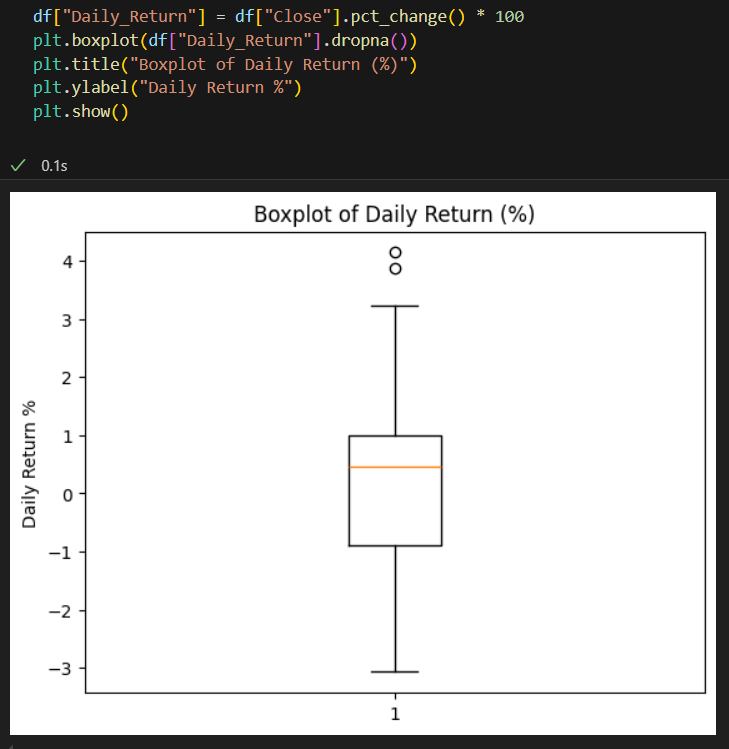 df["Daily_Return"] = df["Close"].pct_change() * 100
plt.boxplot(df["Daily_Return"].dropna())
plt.title("Boxplot of Daily Return (%)")
plt.ylabel("Daily Return %")
plt.show()
0.1s
Boxplot of Daily Return (%)
Daily Return %
4
3
2
1
0
−1
−2
−3
1